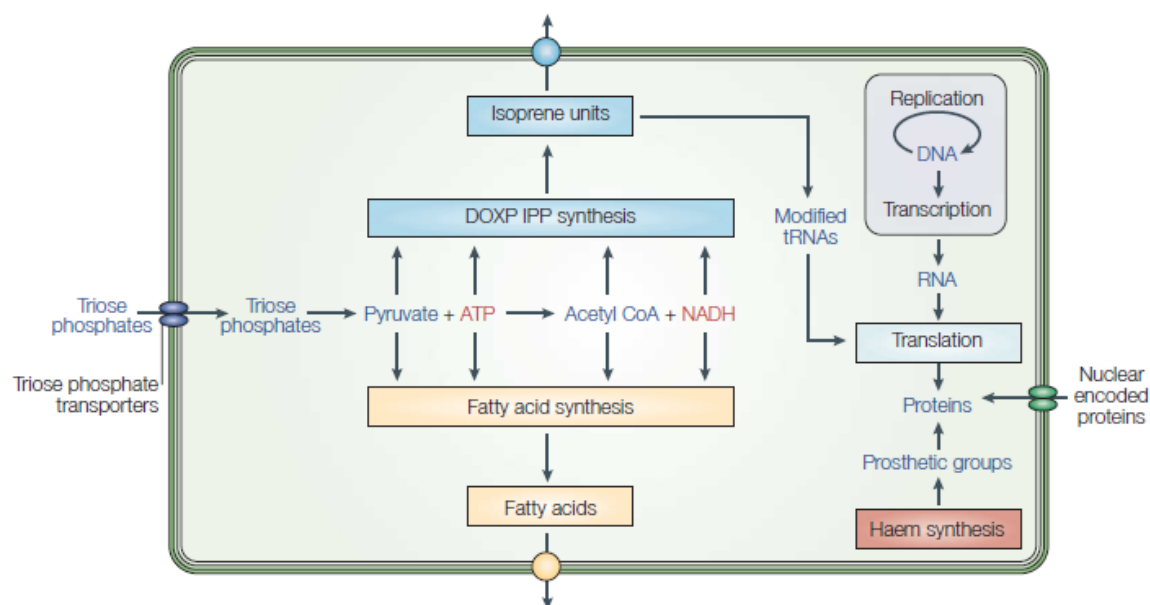 Isoprene units
Replication
DNA
Transcription
DOXP IPP synthesis
Modified
tRNAs
RNA
Triose
phosphates
Triose
phosphates
Pyruvate + ATP
Acetyl CoA + NADH
Translation
Triose phosphate
transporters
Fatty acid synthesis
Proteins
Nuclear
encoded
proteins
Prosthetic groups
Fatty acids
Haem synthesis